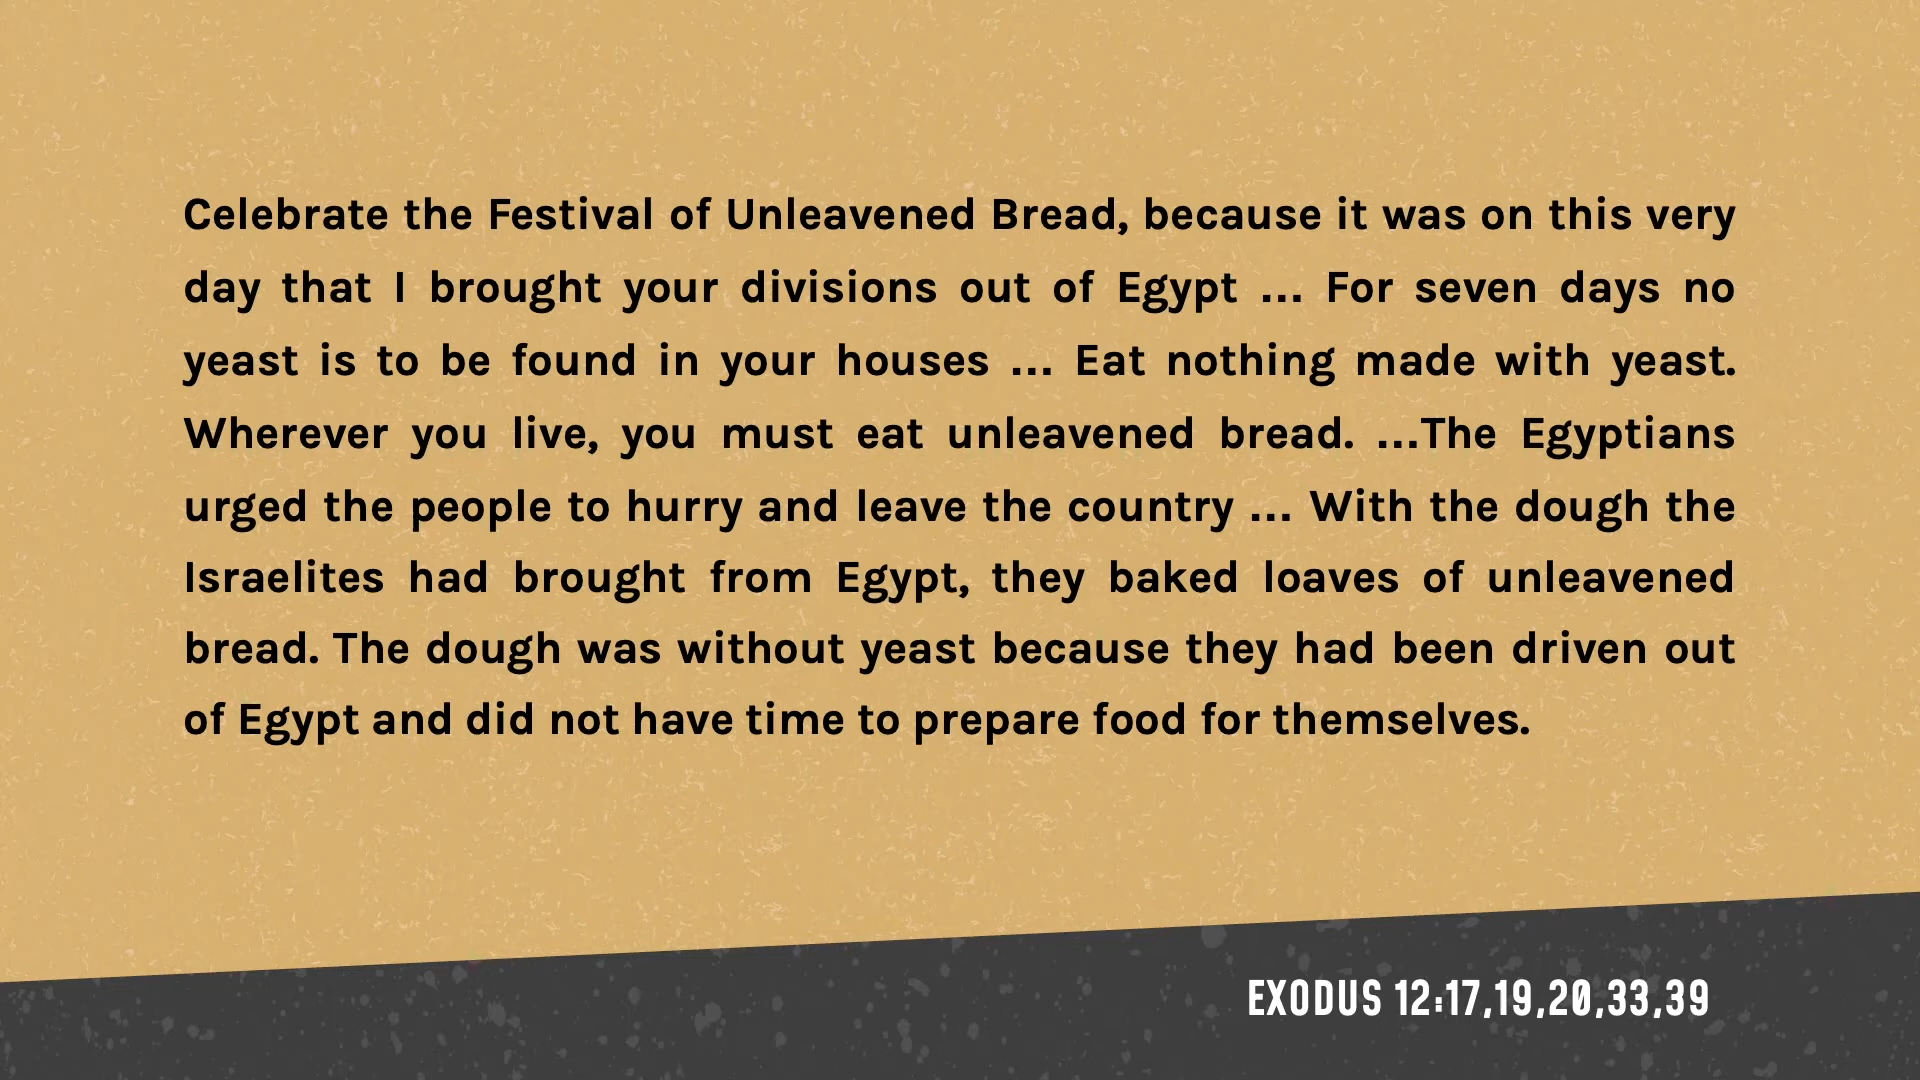 Celebrate the Festival of Unleavened Bread, because it was on this very
day that I brought your divisions out of Egypt ... For seven days no
yeast is to be found in your houses ... Eat nothing made with yeast.
Wherever you live, you must eat unleavened bread. ...The Egyptians
urged the people to hurry and leave the country ... With the dough the
Israelites had brought from Egypt, they baked loaves of unleavened
bread. The dough was without yeast because they had been driven out
of Egypt and did not have time to prepare food for themselves.
EXODUS 12:17,19,20,33,39